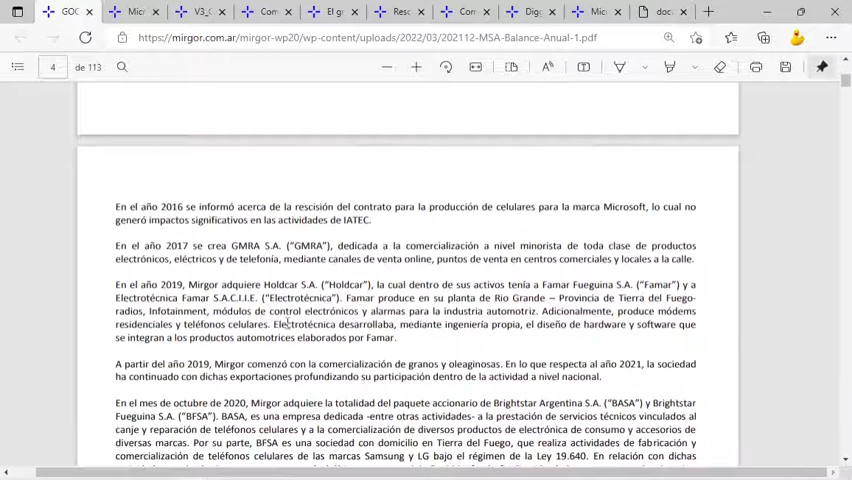 GOC
Micr
V3_C
Com
El gr
Resc
Com
Digg
Micr
doc
https://mirgor.com.ar/mirgor-wp20/wp-content/uploads/2022/03/202112-MSA-Balance-Anual-1.pdf
4 de 113
En el año 2016 se informó acerca de la rescisión del contrato para la producción de celulares para la marca Microsoft, lo cual no
generó impactos significativos en las actividades de IATEC.
En el año 2017 se crea GMRA S.A. (“GMRA”), dedicada a la comercialización a nivel minorista de toda clase de productos
electrónicos, eléctricos y de telefonía, mediante canales de venta online, puntos de venta en centros comerciales y locales a la calle.
En el año 2019, Mirgor adquiere Holdcar S.A. (“Holdcar”), la cual dentro de sus activos tenía a Famar Fueguina S.A. (“Famar”) y a
Electrotécnica Famar S.A.C.I.I.E. (“Electrotécnica”). Famar produce en su planta de Rio Grande – Provincia de Tierra del Fuego-
radios, Infotainment, módulos de control electrónicos y alarmas para la industria automotriz. Adicionalmente, produce módems
residenciales y teléfonos celulares. Electrotécnica desarrollaba, mediante ingeniería propia, el diseño de hardware y software que
se integran a los productos automotrices elaborados por Famar.
A partir del año 2019, Mirgor comenzó con la comercialización de granos y oleaginosas. En lo que respecta al año 2021, la sociedad
ha continuado con dichas exportaciones profundizando su participación dentro de la actividad a nivel nacional.
En el mes de octubre de 2020, Mirgor adquiere la totalidad del paquete accionario de Brightstar Argentina S.A. (“BASA”) y Brightstar
Fueguina S.A. (“BFSA”). BASA, es una empresa dedicada -entre otras actividades- a la prestación de servicios técnicos vinculados al
canje y reparación de teléfonos celulares y a la comercialización de diversos productos de electrónica de consumo y accesorios de
diversas marcas. Por su parte, BFSA es una sociedad con domicilio en Tierra del Fuego, que realiza actividades de fabricación y
comercialización de teléfonos celulares de las marcas Samsung y LG bajo el régimen de la Ley 19.640. En relación con dichas